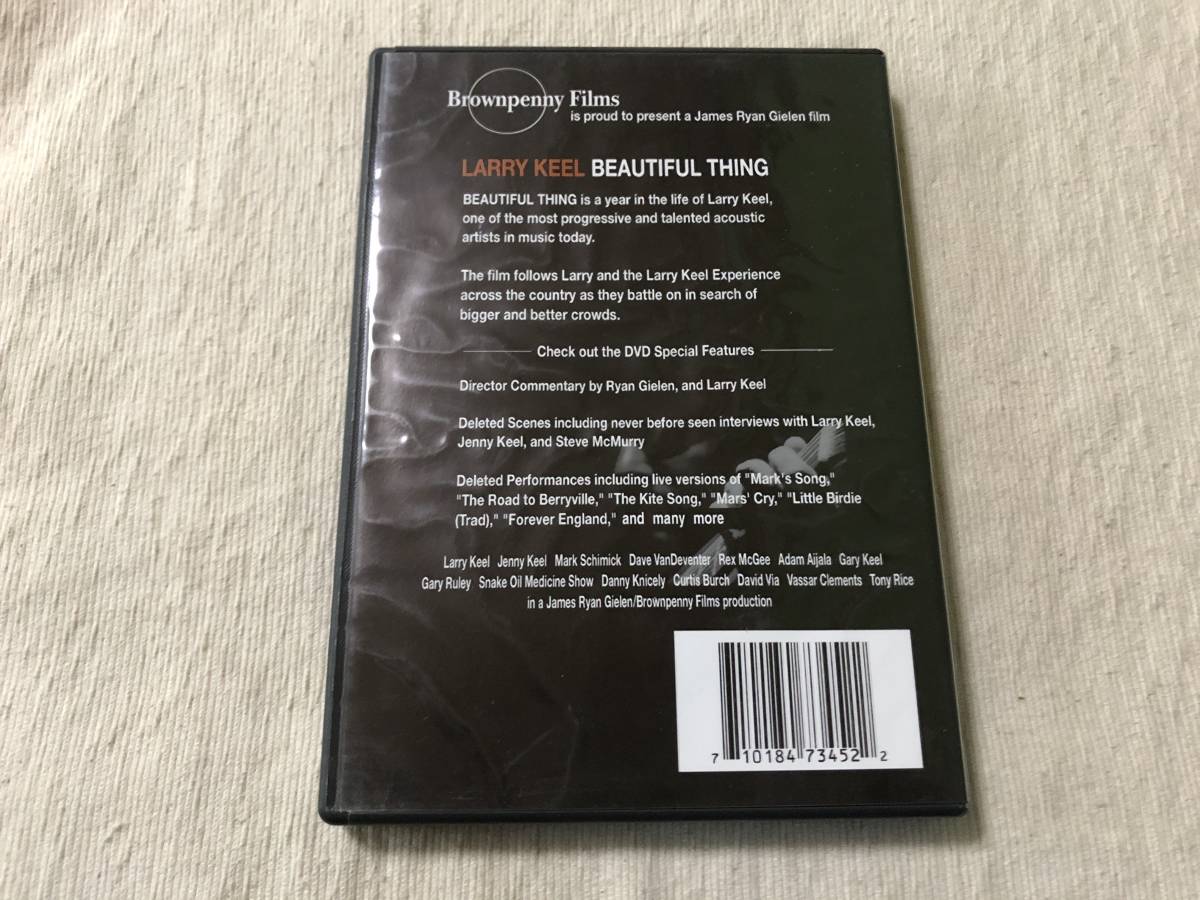 Brownpenny Films
is proud to present a James Ryan Gielen film
LARRY KEEL BEAUTIFUL THING
BEAUTIFUL THING is a year in the life of Larry Keel,
one of the most progressive and talented acoustic
artists in music today.
The film follows Larry and the Larry Keel Experience
across the country as they battle on in search of
bigger and better crowds.
Check out the DVD Special Features
Director Commentary by Ryan Gielen, and Larry Keel
Deleted Scenes including never before seen interviews with Larry Keel,
Jenny Keel, and Steve McMurry
Deleted Performances including live versions of "Mark's Song,"
"The Road to Berryville," "The Kite Song," "Mars' Cry," "Little Birdie
(Trad)," "Forever England," and many more
Larry Keel Jenny Keel Mark Schimick Dave VanDeventer Rex McGee Adam Aijala Gary Keel
Gary Ruley Snake Oil Medicine Show Danny Knicely Curtis Burch David Via Vassar Clements Tony Rice
in a James Ryan Gielen/Brownpenny Films production
7 10184 73452 2